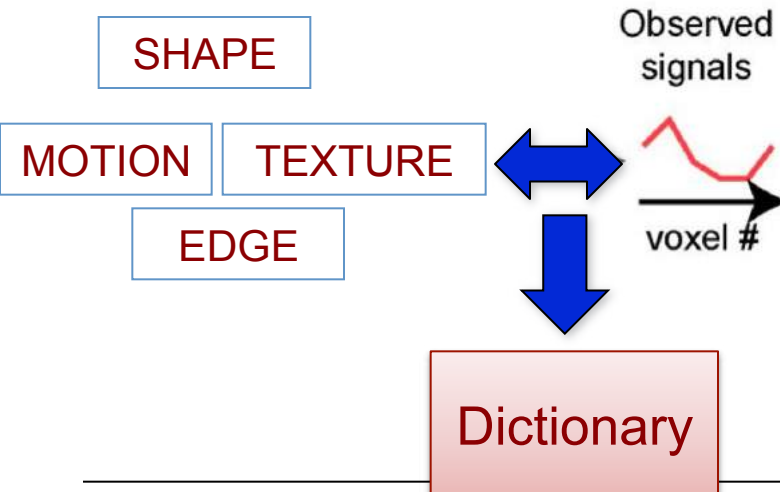 SHAPE
MOTION
TEXTURE
EDGE
Observed
signals
voxel #
Dictionary